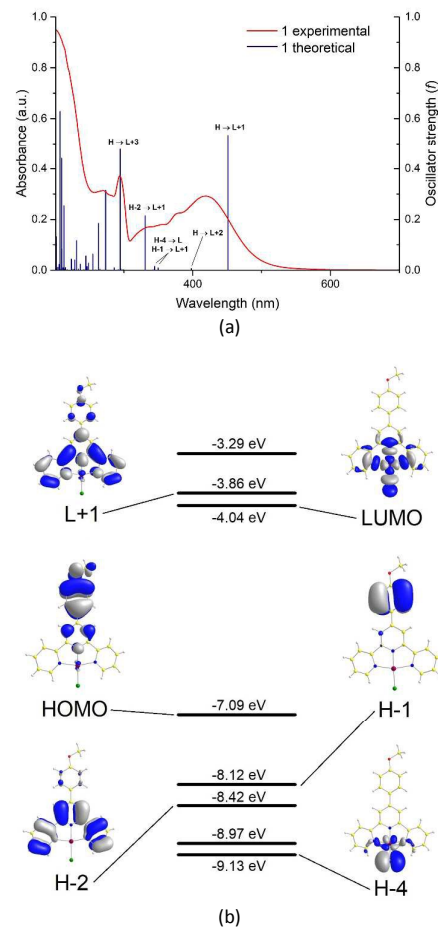 1.0
1.0
1 experimental
1 theoretical
0.8
0.8
0.6
0.6
H → L+3
0.4
0.4
H → L+1
H-2 → L+1
0.2
0.2
H-4 → L
H-1 → L+1
H → L+2
0.0
0.0
400
600
Absorbance (a.u.)
Oscillator strength (f)
Wavelength (nm)
(a)
-3.29 eV
-3.86 eV
-4.04 eV
L+1
LUMO
HOMO
-7.09 eV
H-1
-8.12 eV
-8.42 eV
H-2
-8.97 eV
-9.13 eV
H-4
(b)